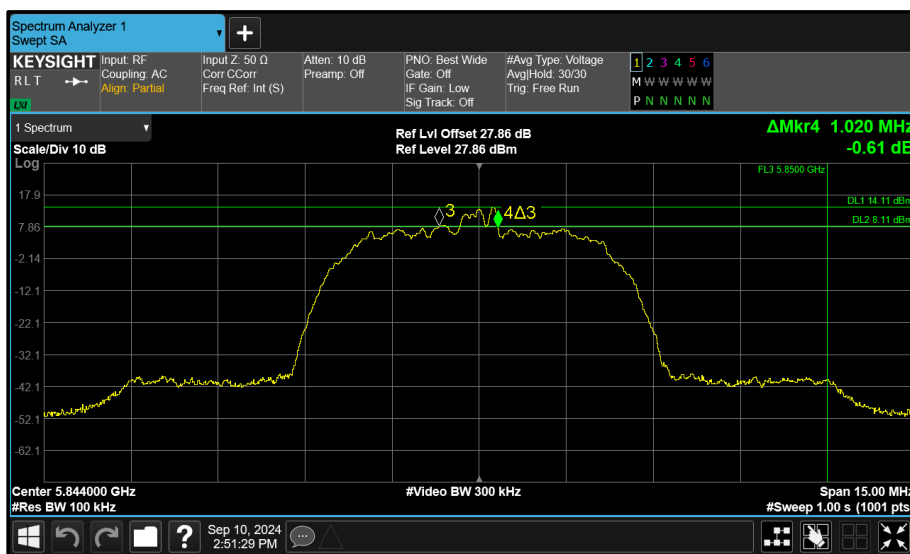 Spectrum Analyzer 1
Swept SA
+
KEYSIGHT
R L T
LXI
Input: RF
Coupling: AC
Align: Partial
Input Z: 50 Ω
Corr CCorr
Freq Ref: Int (S)
Atten: 10 dB
Preamp: Off
PNO: Best Wide
Gate: Off
IF Gain: Low
Sig Track: Off
#Avg Type: Voltage
Avg|Hold: 30/30
Trig: Free Run
1 2 3 4 5 6
M W W W W W
P N N N N N
1 Spectrum
Scale/Div 10 dB
Ref Lvl Offset 27.86 dB
Ref Level 27.86 dBm
ΔMkr4 1.020 MHz
-0.61 dB
Log
FL3 5.8500 GHz
17.9
DL1 14.11 dBm
3
4Δ3
DL2 8.11 dBm
7.86
-2.14
-12.1
-22.1
-32.1
-42.1
-52.1
-62.1
Center 5.844000 GHz
#Video BW 300 kHz
Span 15.00 MHz
#Res BW 100 kHz
#Sweep 1.00 s (1001 pts
?
Sep 10, 2024
2:51:29 PM